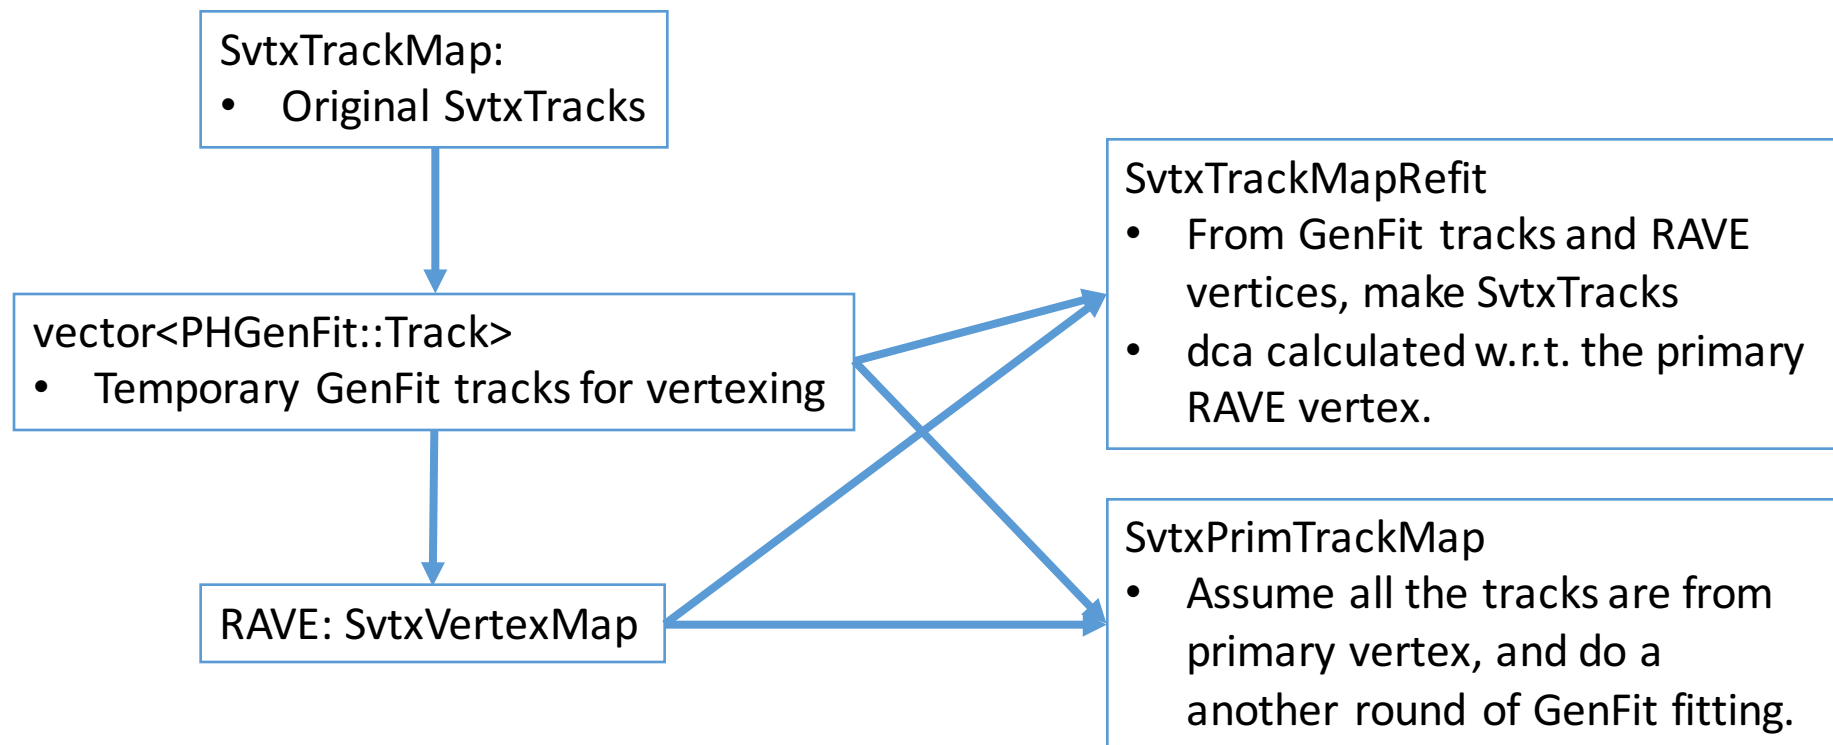 SvtxTrackMap:
• Original SvtxTracks
vector<PHGenFit::Track>
• Temporary GenFit tracks for vertexing
RAVE: SvtxVertexMap
SvtxTrackMapRefit
• From GenFit tracks and RAVE
vertices, make SvtxTracks
• dca calculated w.r.t. the primary
RAVE vertex.
SvtxPrimTrackMap
• Assume all the tracks are from
primary vertex, and do a
another round of GenFit fitting.